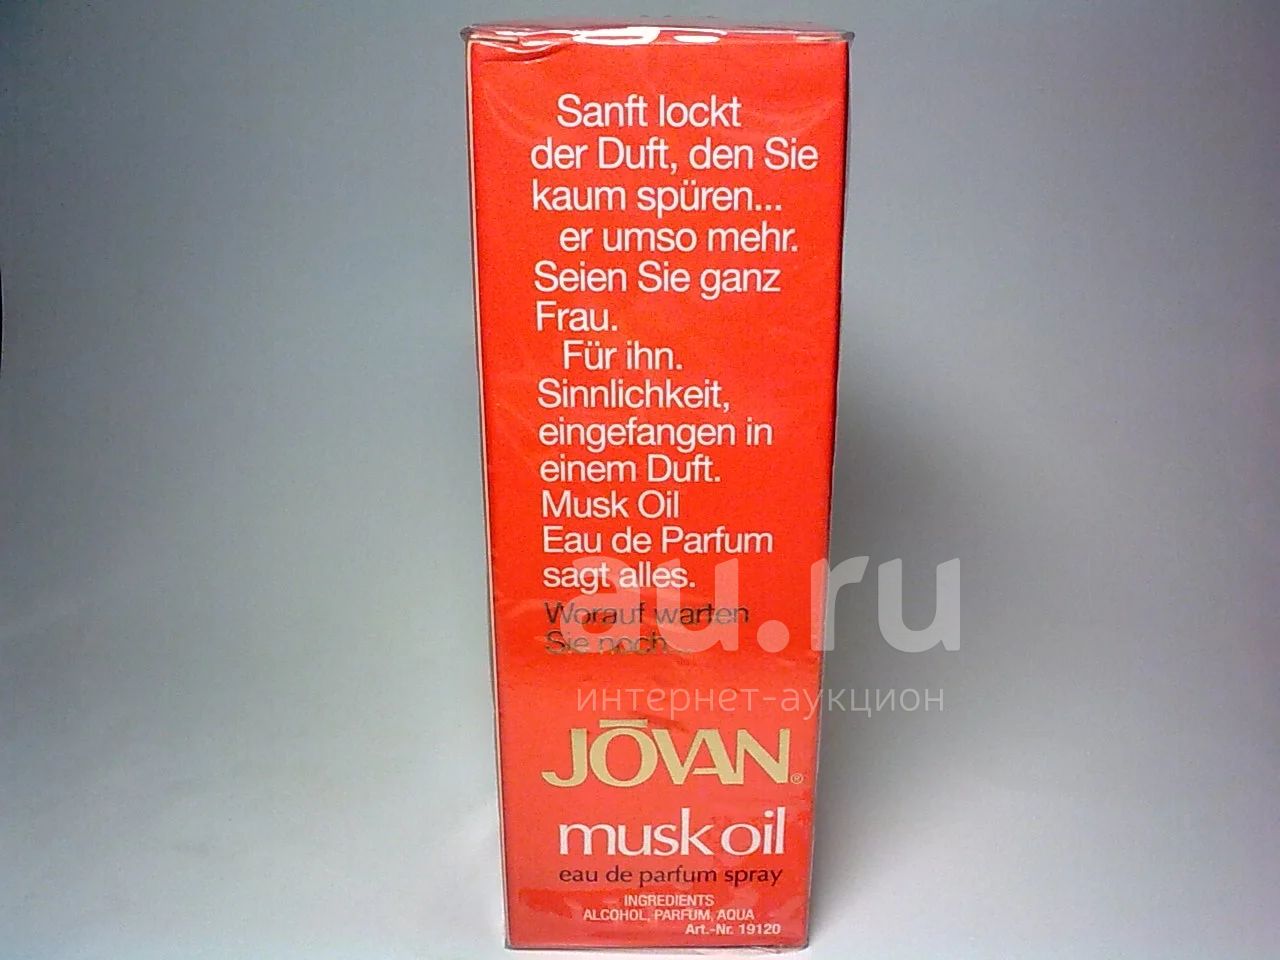 Sanft lockt
der Duft, den Sie
kaum spüren...
er umso mehr.
Seien Sie ganz
Frau.
Für ihn.
Sinnlichkeit,
eingefangen in
einem Duft.
Musk Oil
Eau de Parfum
sagt alles.
Worauf warten
Sie noch...
au.ru
интернет-аукцион
JŌVAN®
musk oil
eau de parfum spray
INGREDIENTS
ALCOHOL, PARFUM, AQUA
Art.-Nr. 19120